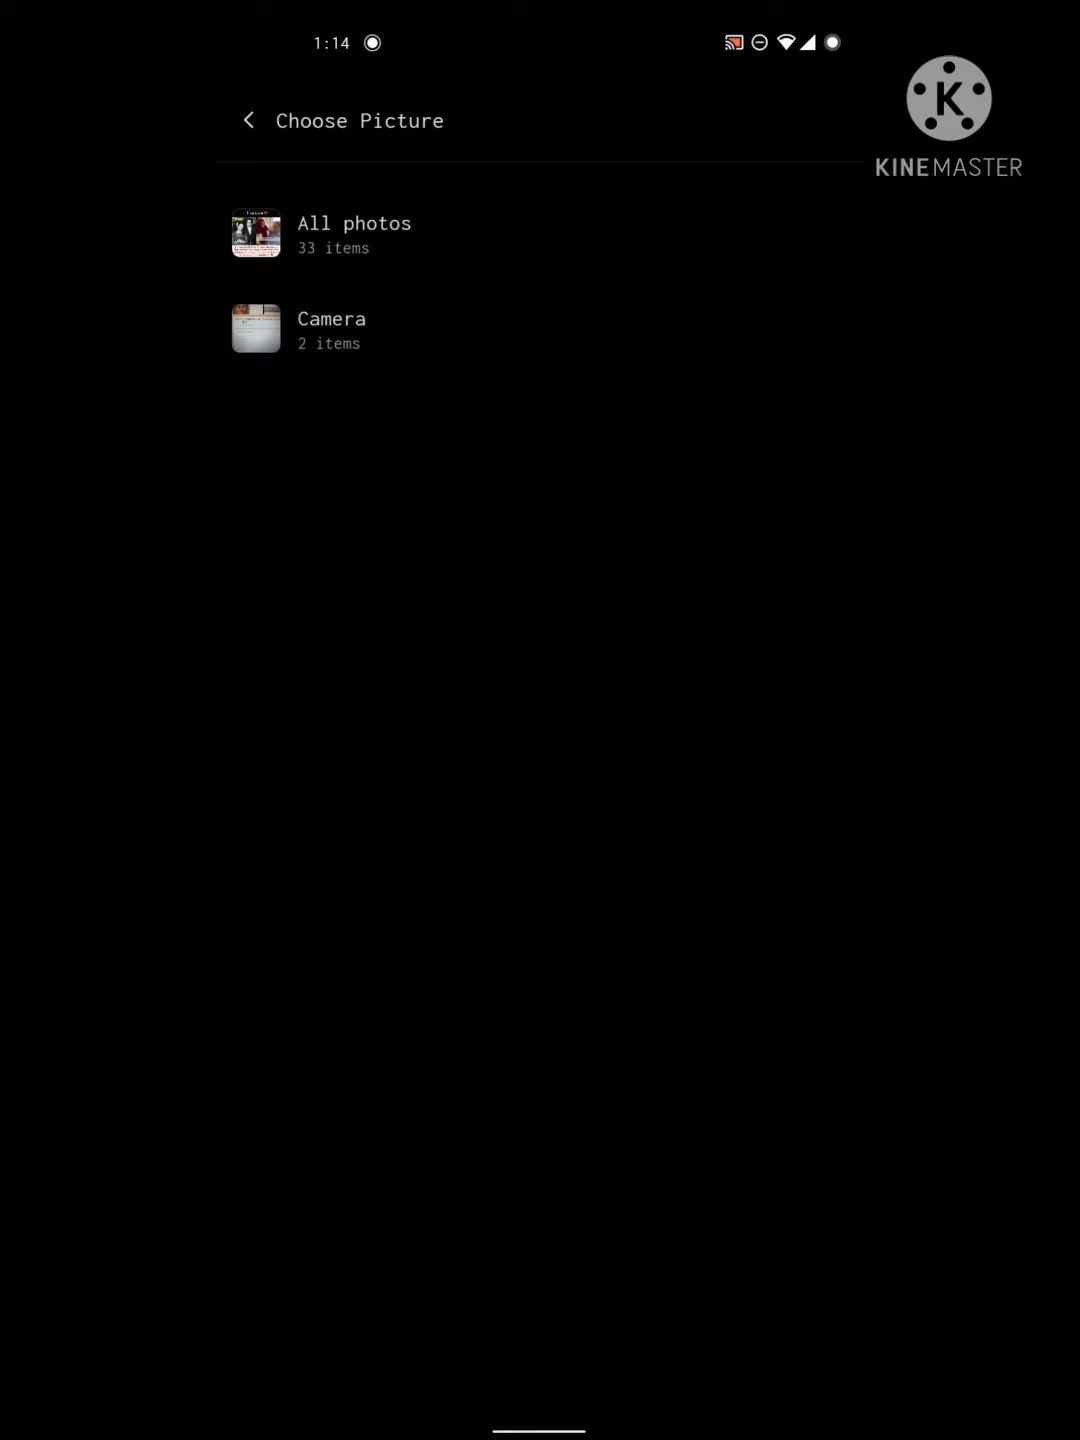 1:14
Choose Picture
K
KINEMASTER
All photos
33 items
Camera
2 items